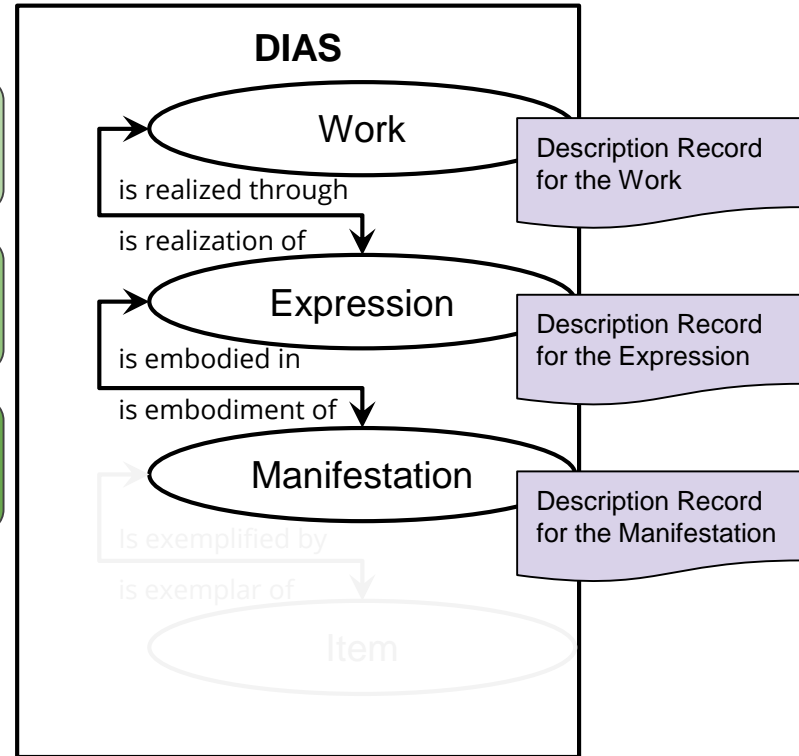 DIAS
Work
Description Record
for the Work
is realized through
is realization of
Expression
Description Record
for the Expression
is embodied in
is embodiment of
Manifestation
Description Record
for the Manifestation
Is exemplified by
is exemplar of
Item